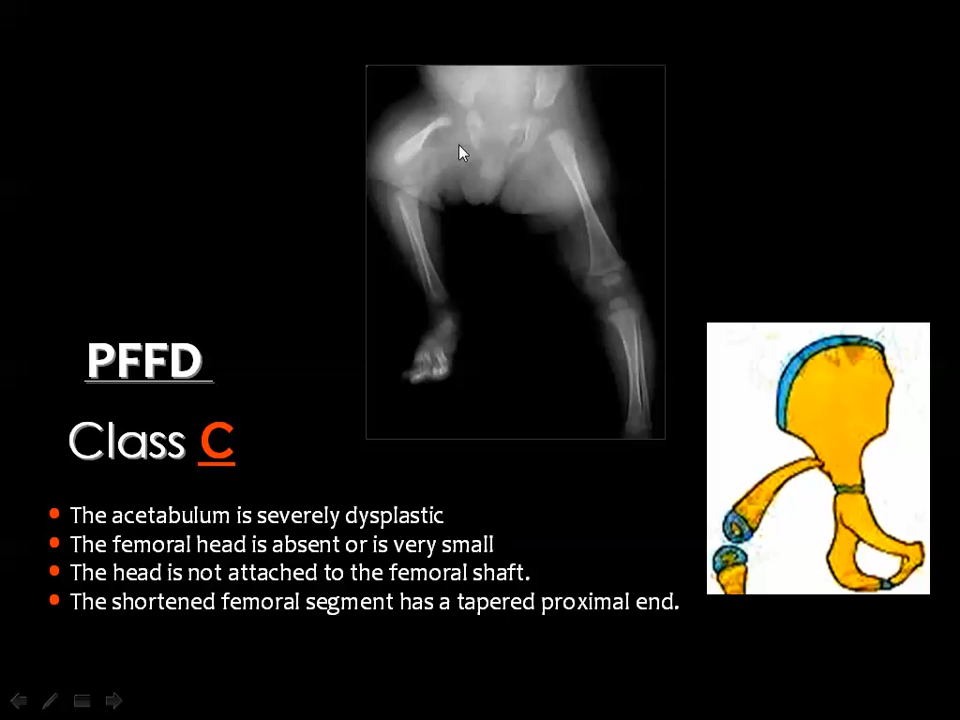 PFFD
Class C
• The acetabulum is severely dysplastic
• The femoral head is absent or is very small
• The head is not attached to the femoral shaft.
• The shortened femoral segment has a tapered proximal end.